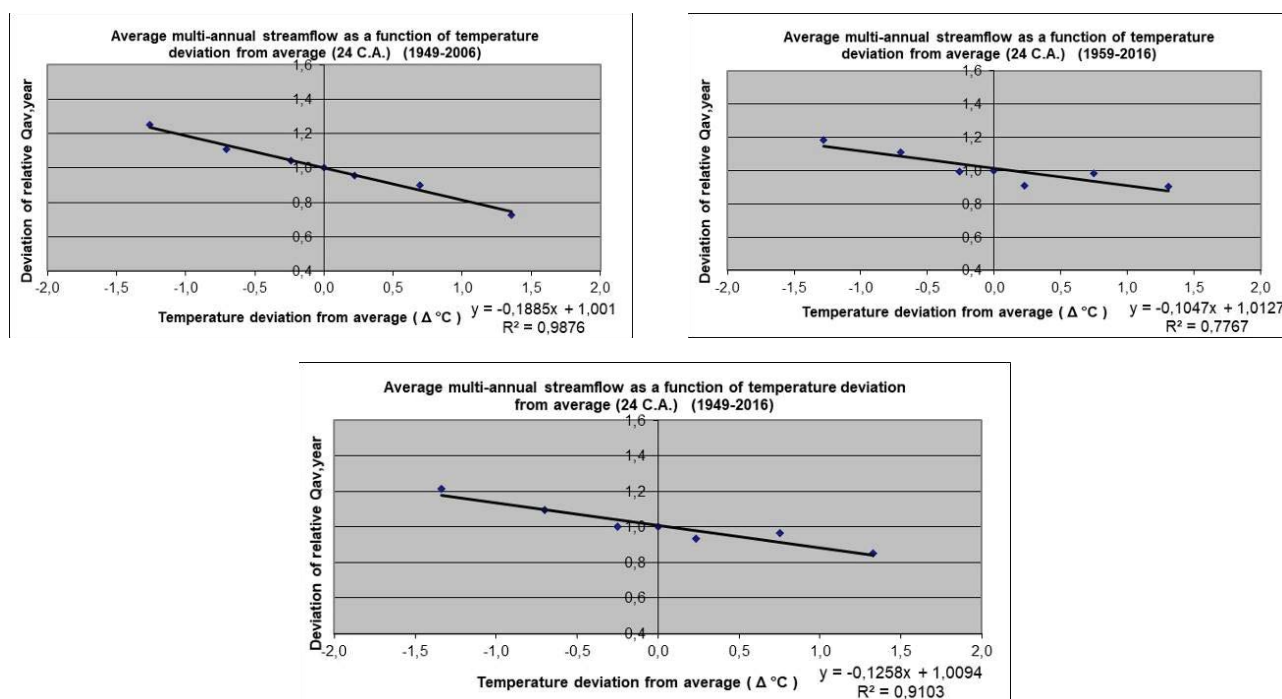 Average multi-annual streamflow as a function of temperature
deviation from average (24 C.A.) (1949-2006)
Deviation of relative Qav,year
1,6
1,4
1,2
1,0
0,8
0,6
0,4
-2,0 -1,5 -1,0 -0,5 0,0 0,5 1,0 1,5 2,0
Temperature deviation from average ( Δ °C )
y = -0,1885x + 1,001
R² = 0,9876
Average multi-annual streamflow as a function of temperature
deviation from average (24 C.A.) (1959-2016)
Deviation of relative Qav,year
1,6
1,4
1,2
1,0
0,8
0,6
0,4
-2,0 -1,5 -1,0 -0,5 0,0 0,5 1,0 1,5 2,0
Temperature deviation from average ( Δ °C )
y = -0,1047x + 1,0127
R² = 0,7767
Average multi-annual streamflow as a function of temperature deviation
from average (24 C.A.) (1949-2016)
Deviation of relative Qav,year
1,6
1,4
1,2
1,0
0,8
0,6
0,4
-2,0 -1,5 -1,0 -0,5 0,0 0,5 1,0 1,5 2,0
Temperature deviation from average ( Δ °C )
y = -0,1258x + 1,0094
R² = 0,9103